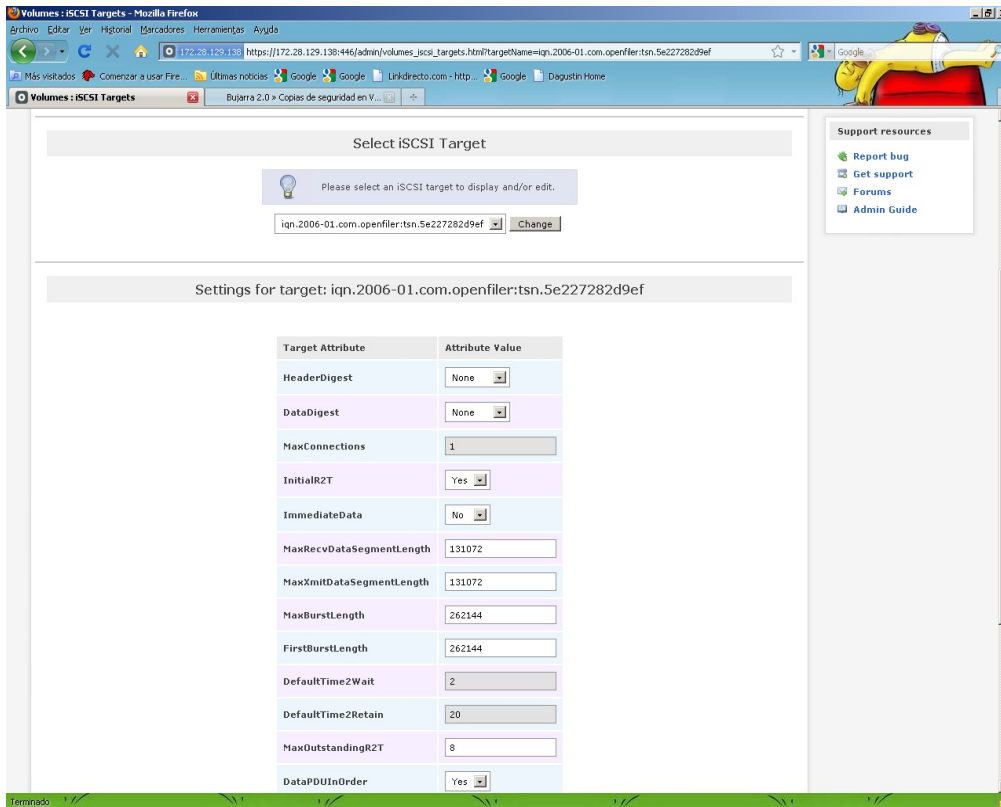 Volumes : iSCSI Targets - Mozilla Firefox
Archivo Editar Ver Historial Marcadores Herramientas Ayuda
172.28.129.138 https://172.28.129.138:446/admin/volumes_iscsi_targets.html?targetName=iqn.2006-01.com.openfiler:tsn.5e227282d9ef
Google
Más visitados Comenzar a usar Fire... Últimas noticias Google Google Linkdirecto.com - http... Google Dagustin Home
Volumes : iSCSI Targets Bujarra 2.0 » Copias de seguridad en V...
Select iSCSI Target
Please select an iSCSI target to display and/or edit.
iqn.2006-01.com.openfiler:tsn.5e227282d9ef Change
Support resources
Report bug
Get support
Forums
Admin Guide
Settings for target: iqn.2006-01.com.openfiler:tsn.5e227282d9ef
Target Attribute Attribute Value
HeaderDigest None
DataDigest None
MaxConnections 1
InitialR2T Yes
ImmediateData No
MaxRecvDataSegmentLength 131072
MaxXmitDataSegmentLength 131072
MaxBurstLength 262144
FirstBurstLength 262144
DefaultTime2Wait 2
DefaultTime2Retain 20
MaxOutstandingR2T 8
DataPDUInOrder Yes
Terminado